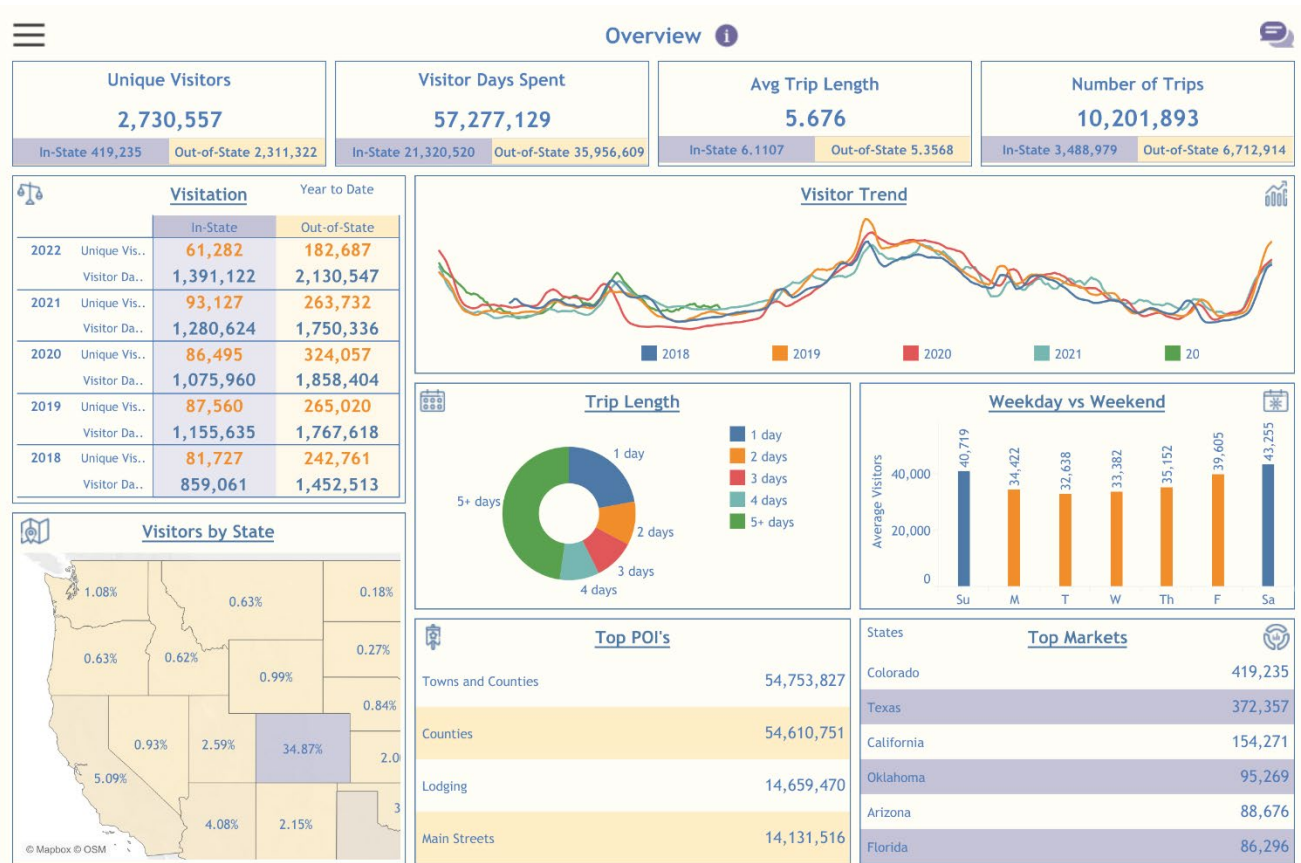 Overview
Unique Visitors
2,730,557
In-State 419,235 Out-of-State 2,311,322
Visitor Days Spent
57,277,129
In-State 21,320,520 Out-of-State 35,956,609
Avg Trip Length
5.676
In-State 6.1107 Out-of-State 5.3568
Number of Trips
10,201,893
In-State 3,488,979 Out-of-State 6,712,914
Visitation Year to Date
In-State Out-of-State
2022 Unique Vis.. 61,282 182,687
Visitor Da.. 1,391,122 2,130,547
2021 Unique Vis.. 93,127 263,732
Visitor Da.. 1,280,624 1,750,336
2020 Unique Vis.. 86,495 324,057
Visitor Da.. 1,075,960 1,858,404
2019 Unique Vis.. 87,560 265,020
Visitor Da.. 1,155,635 1,767,618
2018 Unique Vis.. 81,727 242,761
Visitor Da.. 859,061 1,452,513
Visitor Trend
2018 2019 2020 2021 20
Trip Length
1 day
2 days
3 days
4 days
5+ days
1 day
2 days
3 days
4 days
5+ days
Weekday vs Weekend
Average Visitors
40,000
20,000
0
40,719 34,422 32,638 33,382 35,152 39,605 43,255
Su M T W Th F Sa
Visitors by State
1.08% 0.63% 0.18%
0.63% 0.62% 0.99% 0.27%
0.84%
0.93% 2.59% 34.87% 2.0
5.09%
4.08% 2.15% 3
© Mapbox © OSM
Top POI's
Towns and Counties 54,753,827
Counties 54,610,751
Lodging 14,659,470
Main Streets 14,131,516
States Top Markets
Colorado 419,235
Texas 372,357
California 154,271
Oklahoma 95,269
Arizona 88,676
Florida 86,296